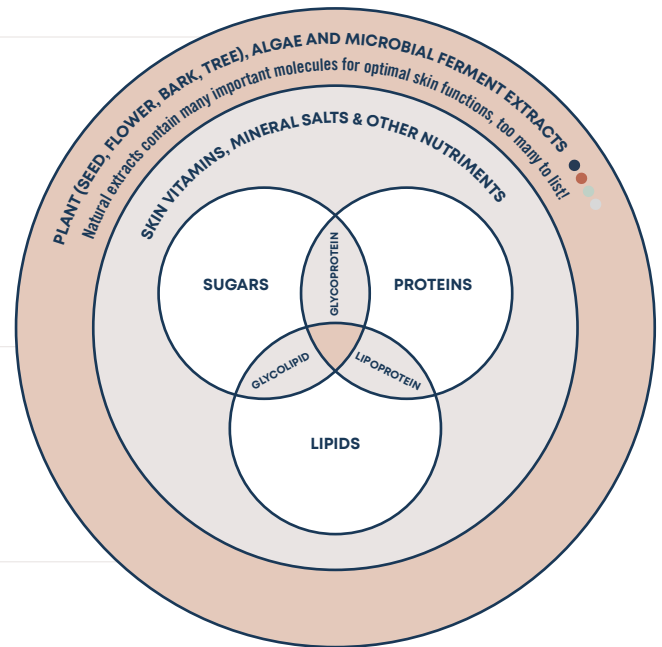 PLANT (SEED, FLOWER, BARK, TREE), ALGAE AND MICROBIAL FERMENT EXTRACTS
Natural extracts contain many important molecules for optimal skin functions, too many to list!
SKIN VITAMINS, MINERAL SALTS & OTHER NUTRIMENTS
SUGARS
GLYCOPROTEIN
PROTEINS
GLYCOLIPID
LIPOPROTEIN
LIPIDS